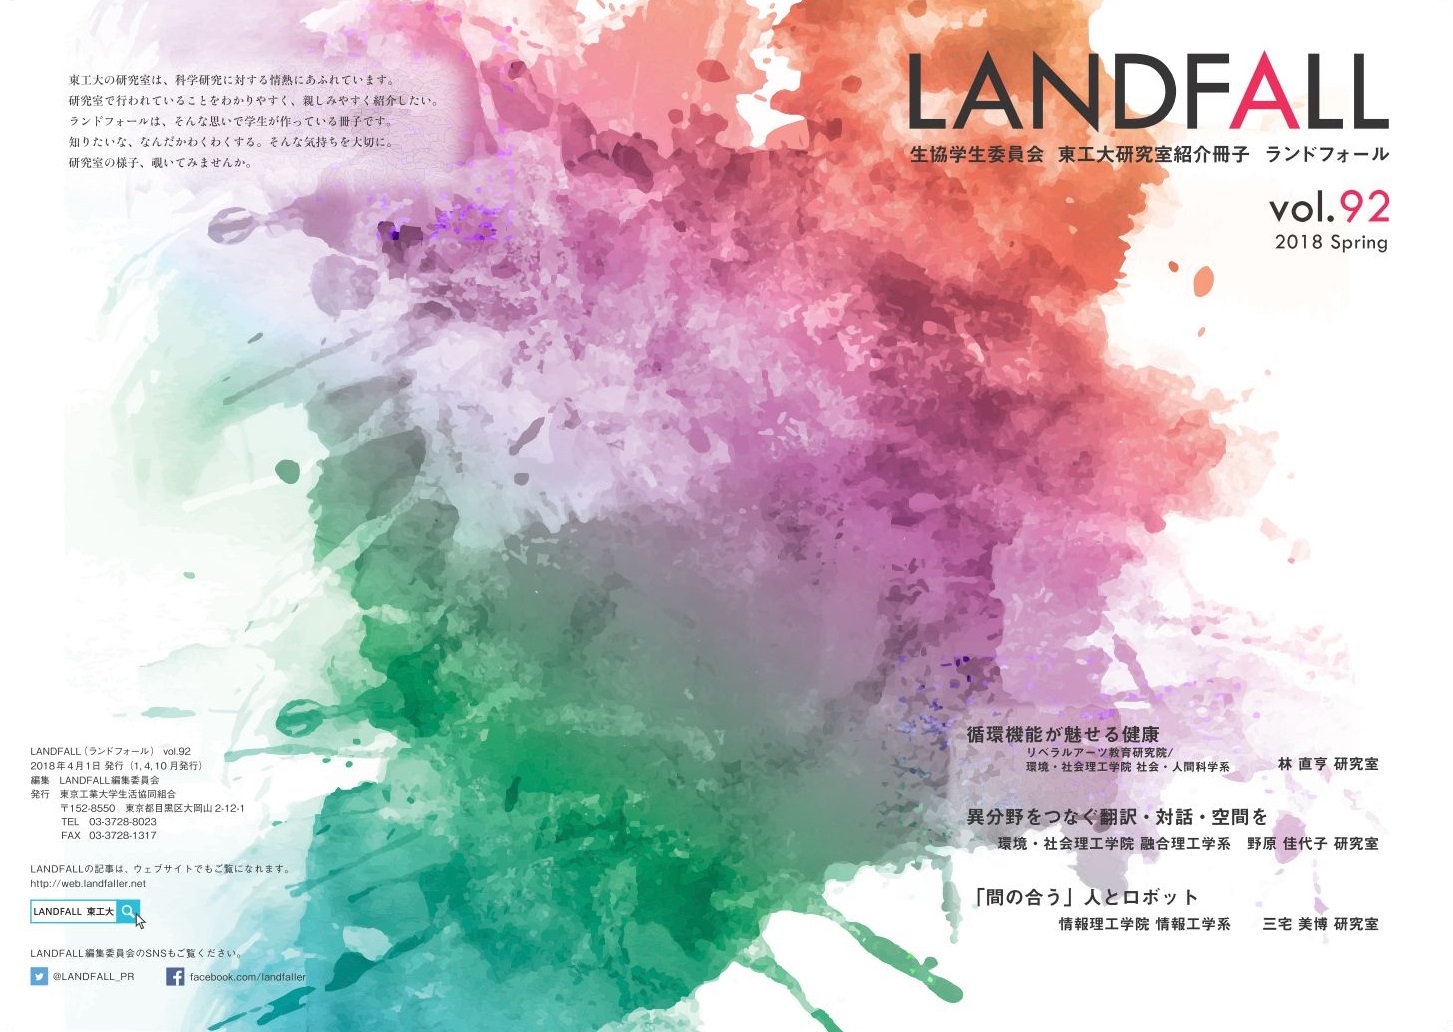 東工大の研究室は、科学研究に対する情熱にあふれています。
研究室で行われていることをわかりやすく、親しみやすく紹介したい。
ランドフォールは、そんな思いで学生が作っている冊子です。
知りたいな、なんだかわくわくする。そんな気持ちを大切に。
研究室の様子、覗いてみませんか。
LANDFALL
生協学生委員会 東工大研究室紹介冊子 ランドフォール
vol.92
2018 Spring
循環機能が魅せる健康
リベラルアーツ教育研究院/
環境・社会理工学院 社会・人間科学系 林 直亨 研究室
異分野をつなぐ翻訳・対話・空間を
環境・社会理工学院 融合理工学系 野原 佳代子 研究室
「間の合う」人とロボット
情報理工学院 情報工学系 三宅 美博 研究室
LANDFALL（ランドフォール） vol.92
2018年4月1日 発行（1, 4, 10 月発行）
編集 LANDFALL編集委員会
発行 東京工業大学生活協同組合
〒152-8550 東京都目黒区大岡山 2-12-1
TEL 03-3728-8023
FAX 03-3728-1317
LANDFALLの記事は、ウェブサイトでもご覧になれます。
http://web.landfaller.net
LANDFALL 東工大
LANDFALL編集委員会のSNSもご覧ください。
@LANDFALL_PR facebook.com/landfaller